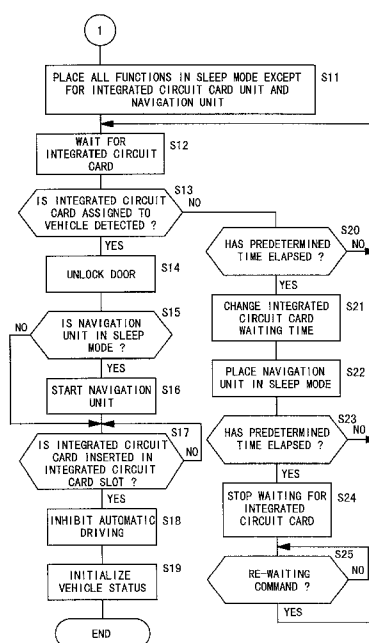 1
PLACE ALL FUNCTIONS IN SLEEP MODE EXCEPT
FOR INTEGRATED CIRCUIT CARD UNIT AND
NAVIGATION UNIT
S11
WAIT FOR
INTEGRATED CIRCUIT
CARD
S12
S13
IS INTEGRATED CIRCUIT
CARD ASSIGNED TO
VEHICLE DETECTED ?
NO
YES
UNLOCK DOOR
S14
S15
NO
IS NAVIGATION
UNIT IN SLEEP
MODE ?
YES
START NAVIGATION
UNIT
S16
S17
IS INTEGRATED CIRCUIT
CARD INSERTED IN
INTEGRATED CIRCUIT
CARD SLOT ?
NO
YES
INHIBIT AUTOMATIC
DRIVING
S18
INITIALIZE
VEHICLE STATUS
S19
END
S20
HAS PREDETERMINED
TIME ELAPSED ?
NO
YES
CHANGE INTEGRATED
CIRCUIT CARD
WAITING TIME
S21
PLACE NAVIGATION
UNIT IN SLEEP MODE
S22
S23
HAS PREDETERMINED
TIME ELAPSED ?
NO
YES
STOP WAITING FOR
INTEGRATED
CIRCUIT CARD
S24
S25
RE-WAITING
COMMAND ?
NO
YES